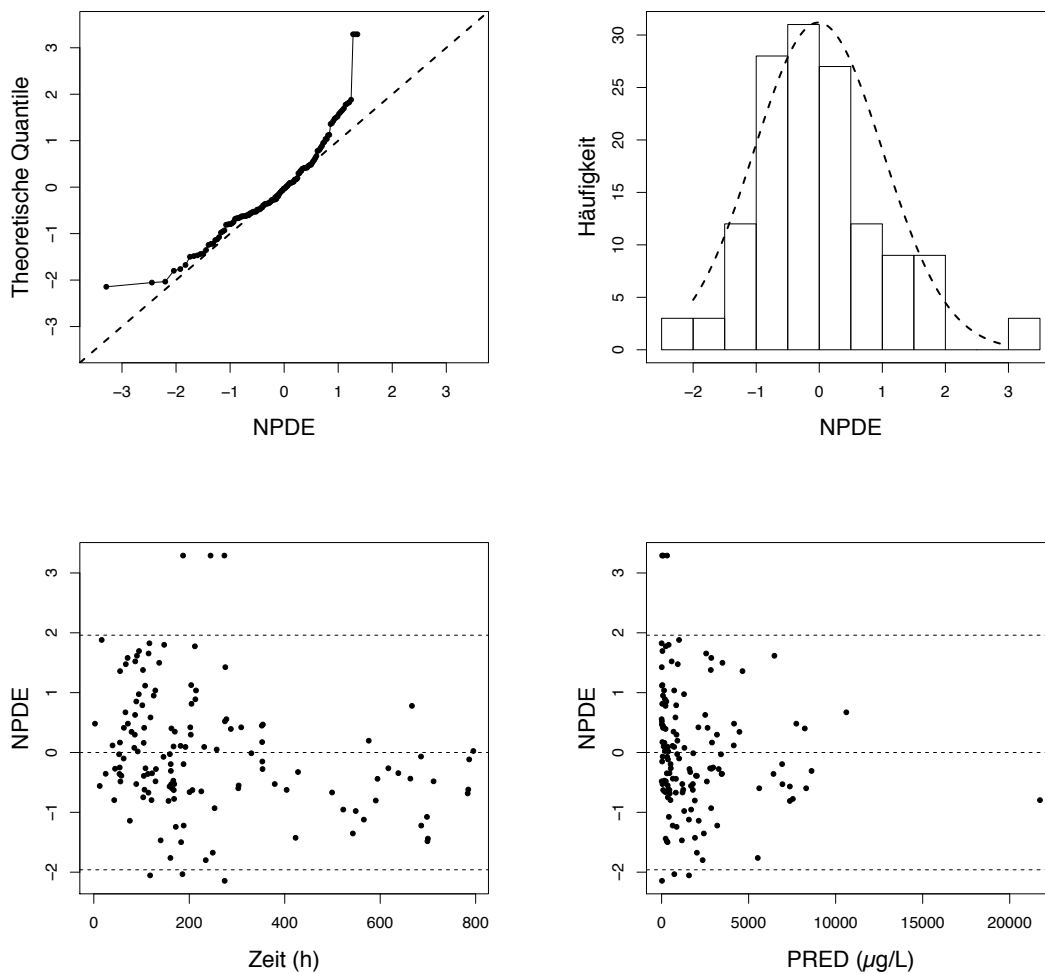 3
2
1
0
−1
−2
−3
Theoretische Quantile
−3 −2 −1 0 1 2 3
NPDE
30
25
20
15
10
5
0
Häufigkeit
−2 −1 0 1 2 3
NPDE
3
2
1
0
−1
−2
NPDE
0 200 400 600 800
Zeit (h)
3
2
1
0
−1
−2
NPDE
0 5000 10000 15000 20000
PRED (µg/L)